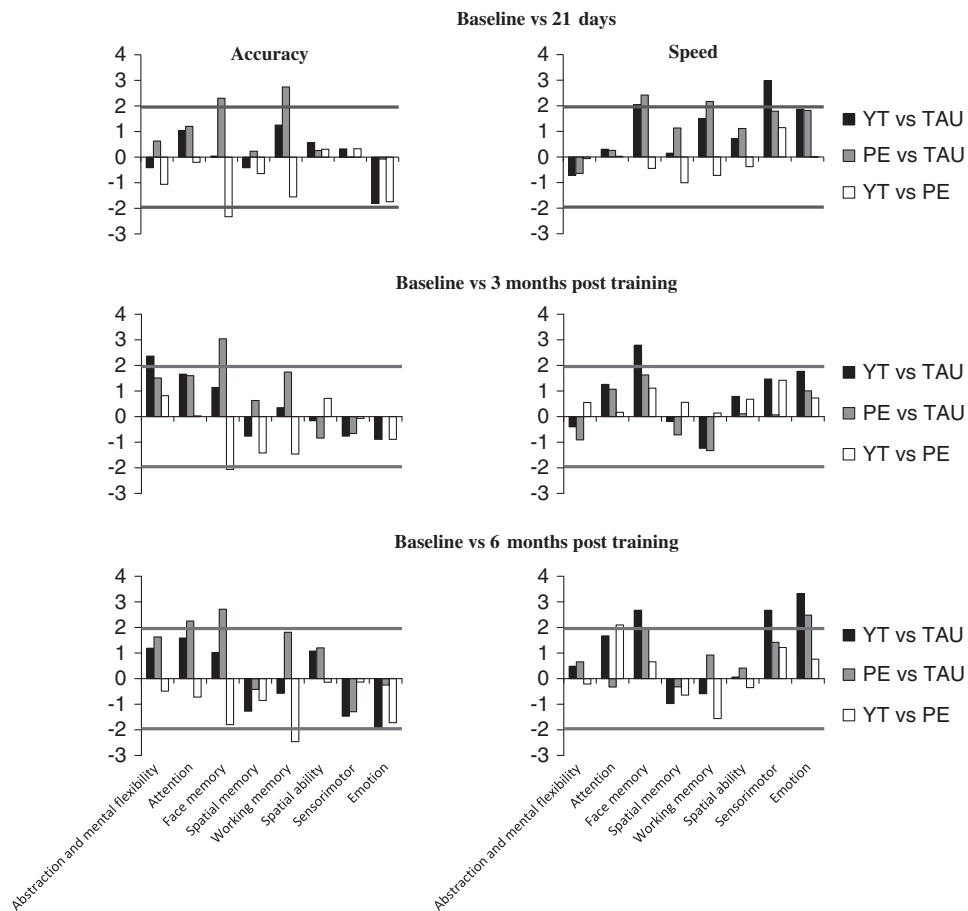 Baseline vs 21 days
Accuracy
4
3
2
1
0
-1
-2
-3
Speed
4
3
2
1
0
-1
-2
-3
YT vs TAU
PE vs TAU
YT vs PE
Baseline vs 3 months post training
4
3
2
1
0
-1
-2
-3
4
3
2
1
0
-1
-2
-3
YT vs TAU
PE vs TAU
YT vs PE
Baseline vs 6 months post training
4
3
2
1
0
-1
-2
-3
Abstraction and mental flexibility
Attention
Face memory
Spatial memory
Working memory
Spatial ability
Sensorimotor
Emotion
4
3
2
1
0
-1
-2
-3
Abstraction and mental flexibility
Attention
Face memory
Spatial memory
Working memory
Spatial ability
Sensorimotor
Emotion
YT vs TAU
PE vs TAU
YT vs PE